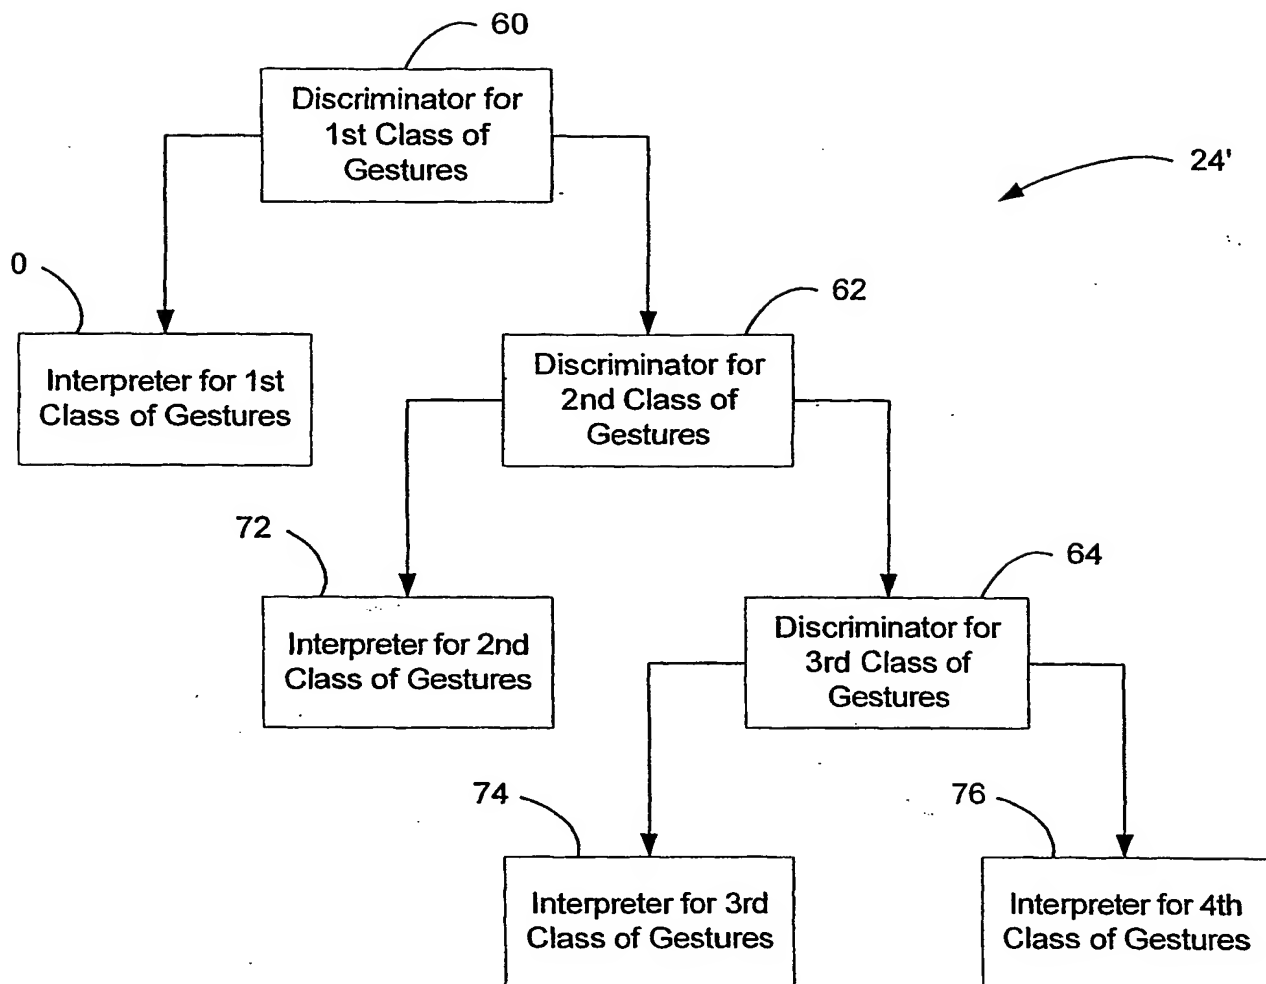 60
Discriminator for
1st Class of
Gestures
24'
0
Interpreter for 1st
Class of Gestures
62
Discriminator for
2nd Class of
Gestures
72
Interpreter for 2nd
Class of Gestures
64
Discriminator for
3rd Class of
Gestures
74
Interpreter for 3rd
Class of Gestures
76
Interpreter for 4th
Class of Gestures